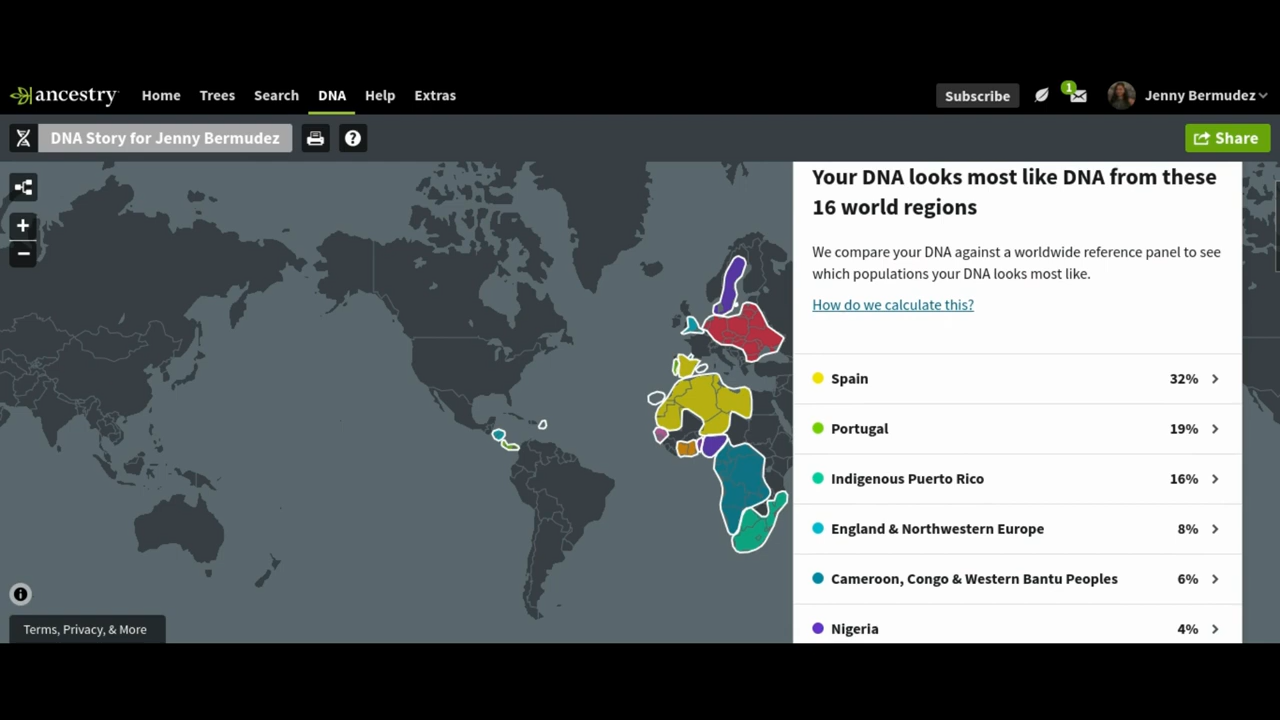 ancestry Home Trees Search DNA Help Extras Subscribe 1 Jenny Bermudez
DNA Story for Jenny Bermudez Share
Your DNA looks most like DNA from these
16 world regions
We compare your DNA against a worldwide reference panel to see
which populations your DNA looks most like.
How do we calculate this?
Spain 32%
Portugal 19%
Indigenous Puerto Rico 16%
England & Northwestern Europe 8%
Cameroon, Congo & Western Bantu Peoples 6%
Nigeria 4%
Terms, Privacy, & More